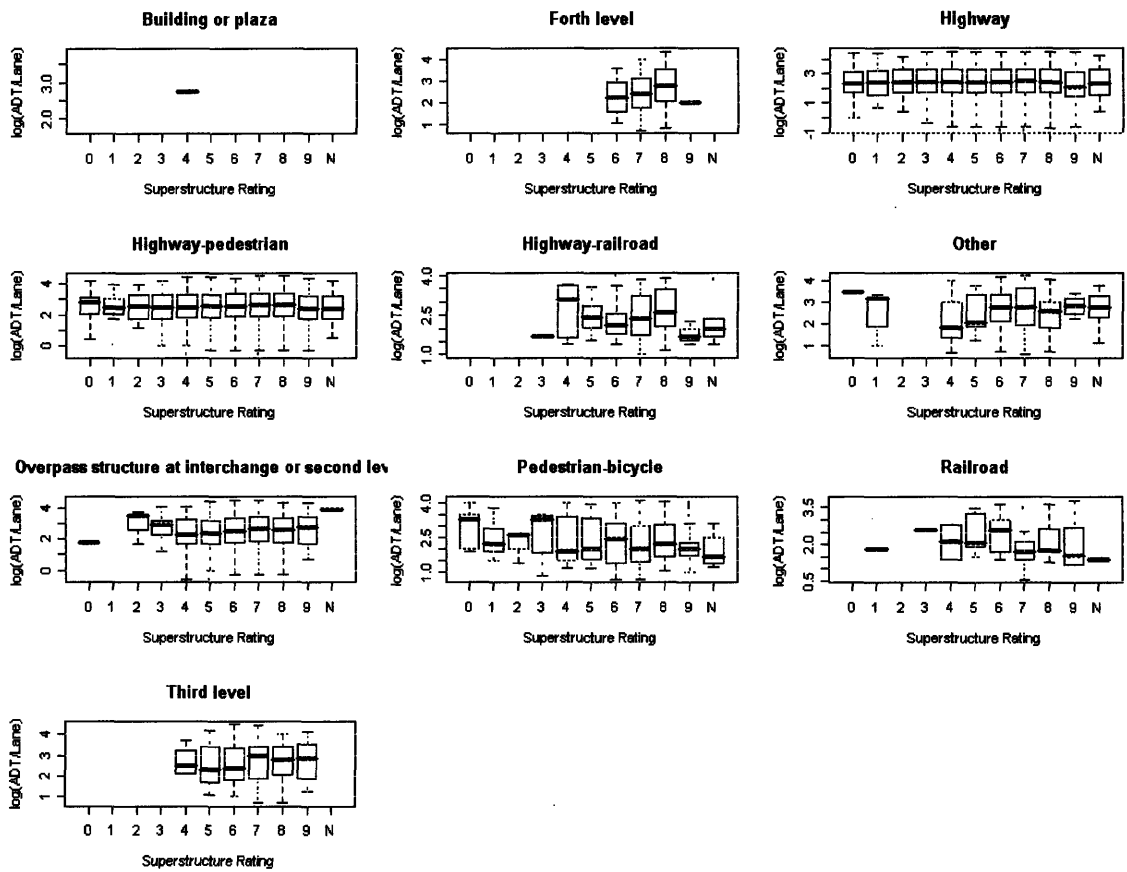 Building or plaza
log(ADT/Lane)
2.0 3.0
0 1 2 3 4 5 6 7 8 9 N
Superstructure Rating
Forth level
log(ADT/Lane)
1 2 3 4
0 1 2 3 4 5 6 7 8 9 N
Superstructure Rating
Highway
log(ADT/Lane)
-1 1 3
0 1 2 3 4 5 6 7 8 9 N
Superstructure Rating
Highway-pedestrian
log(ADT/Lane)
0 2 3 4
0 1 2 3 4 5 6 7 8 9 N
Superstructure Rating
Highway-railroad
log(ADT/Lane)
1.0 2.5 4.0
0 1 2 3 4 5 6 7 8 9 N
Superstructure Rating
Other
log(ADT/Lane)
1 2 3 4
0 1 2 3 4 5 6 7 8 9 N
Superstructure Rating
Overpass structure at interchange or second lev
log(ADT/Lane)
0 2 3 4
0 1 2 3 4 5 6 7 8 9 N
Superstructure Rating
Pedestrian-bicycle
log(ADT/Lane)
1.0 2.5 4.0
0 1 2 3 4 5 6 7 8 9 N
Superstructure Rating
Railroad
log(ADT/Lane)
0.5 2.0 3.5
0 1 2 3 4 5 6 7 8 9 N
Superstructure Rating
Third level
log(ADT/Lane)
1 2 3 4
0 1 2 3 4 5 6 7 8 9 N
Superstructure Rating